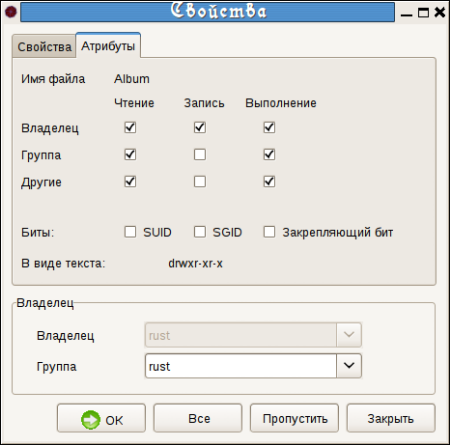 Свойства
Свойства Атрибуты
Имя файла Album
Чтение Запись Выполнение
Владелец
Группа
Другие
Биты: SUID SGID Закрепляющий бит
В виде текста: drwxr-xr-x
Владелец
Владелец rust
Группа rust
OK Все Пропустить Закрыть